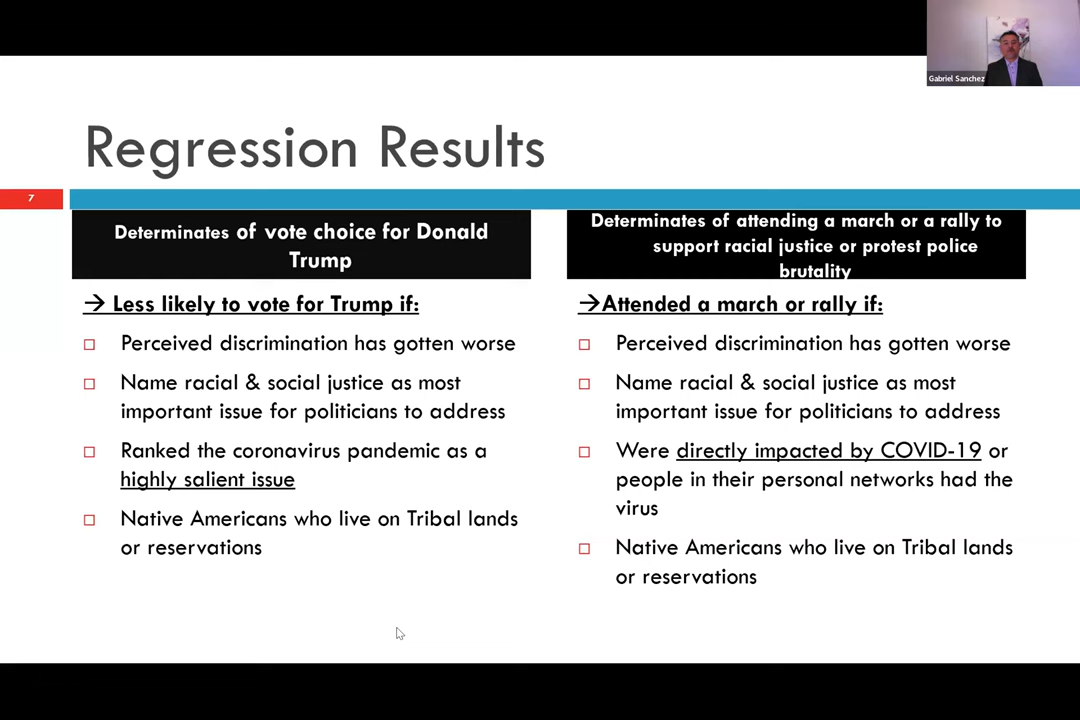 Gabriel Sanchez
Regression Results
7
Determinates of vote choice for Donald
Trump
→ Less likely to vote for Trump if:
Perceived discrimination has gotten worse
Name racial & social justice as most
important issue for politicians to address
Ranked the coronavirus pandemic as a
highly salient issue
Native Americans who live on Tribal lands
or reservations
Determinates of attending a march or a rally to
support racial justice or protest police
brutality
→Attended a march or rally if:
Perceived discrimination has gotten worse
Name racial & social justice as most
important issue for politicians to address
Were directly impacted by COVID-19 or
people in their personal networks had the
virus
Native Americans who live on Tribal lands
or reservations